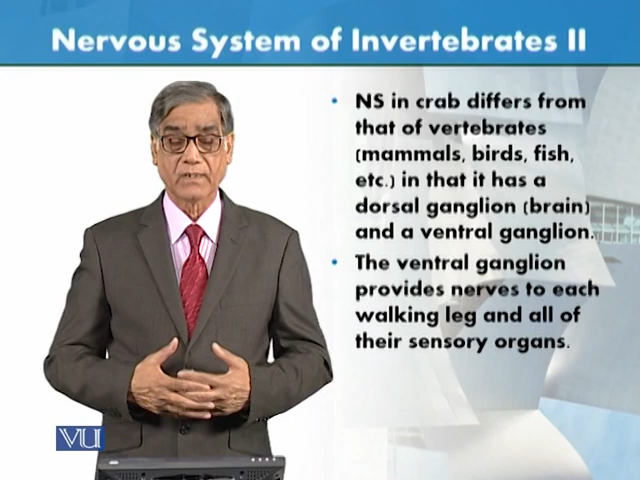 Nervous System of Invertebrates II
• NS in crab differs from
that of vertebrates
(mammals, birds, fish,
etc.) in that it has a
dorsal ganglion (brain)
and a ventral ganglion.
• The ventral ganglion
provides nerves to each
walking leg and all of
their sensory organs.
VU